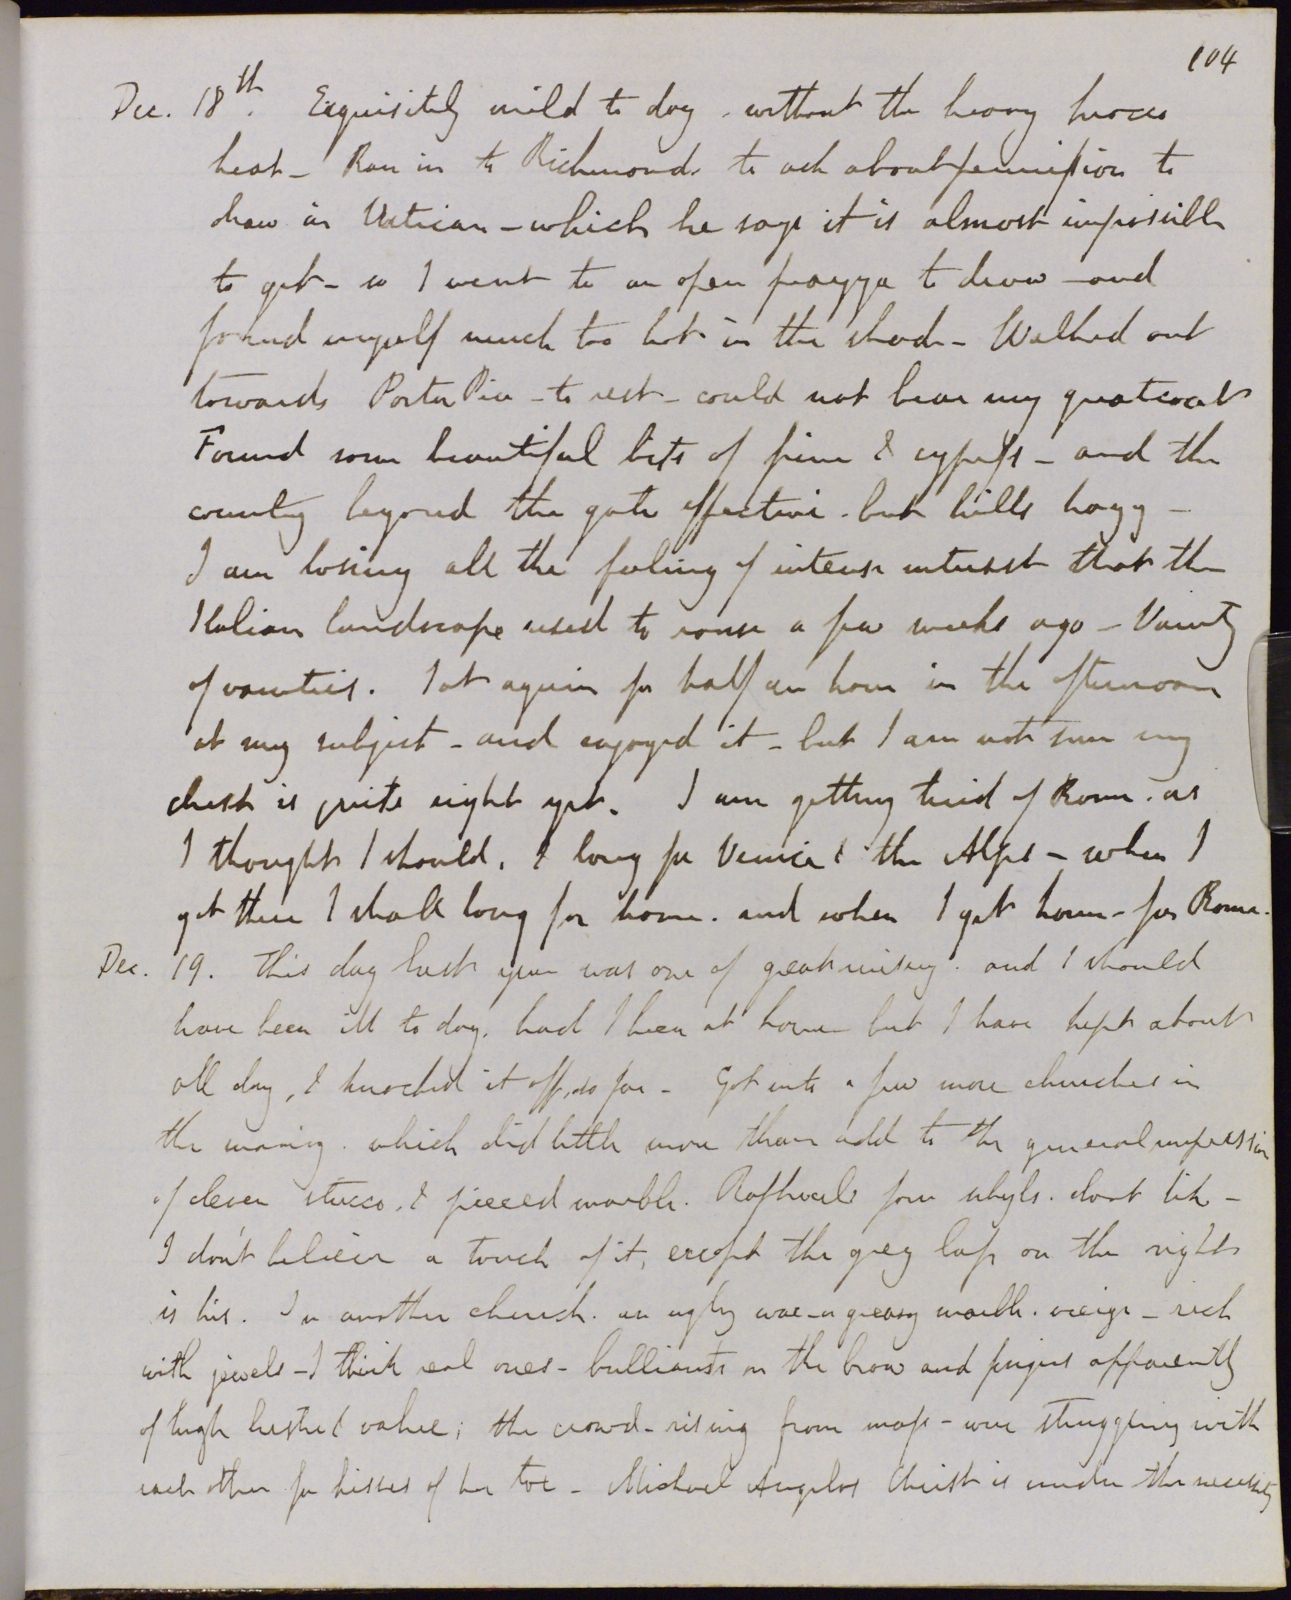 104
Dec. 18th. Exquisitely mild to day, without the heavy sirocco
heat - Ran in to Richmonds to ask about permission to
draw in Vatican - which he says it is almost impossible
to get - so I went to an open piazza to draw - and
found myself much too hot in the shade - Walked out
towards Porta Pia - to rest - could not bear my greatcoat
Found some beautiful bits of pine & cypress - and the
country beyond the gate effective. but hills hazy -
I am losing all the feeling of intense interest that the
Italian landscape used to rouse a few weeks ago - Vanity
of vanities. Sat again for half an hour in the afternoon
at my subject - and enjoyed it - but I am not sure my
chest is quite right yet. I am getting tired of Rome. as
I thought I should. & long for Venice & the Alps - when I
get there I shall long for home. and when I get home - for Rome.
Dec. 19. This day last year was one of great misery. and I should
have been ill to day, had I been at home but I have kept about
all day, & knocked it off, so far - Got into a few more churches in
the morning. which did little more than add to the general impression
of clever stucco, & pieced marble. Raffaels four sibyls. dont like -
I don't believe a touch of it, except the grey lap on the right
is his. In another church. an ugly wae-a greasy marble. - rich
with jewels - I think real ones - brilliants on the brow and fingers apparently
of high lustre & value; the crowd - rising from mass - were struggling with
each other for kisses of her toe - Michael Angelos Christ is under the necessity